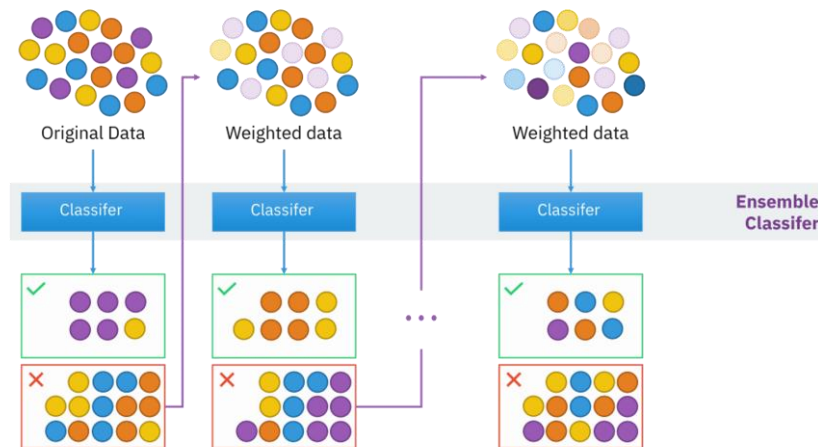 Original Data
Weighted data
Weighted data
Classifer
Classifer
Classifer
Ensemble
Classifer